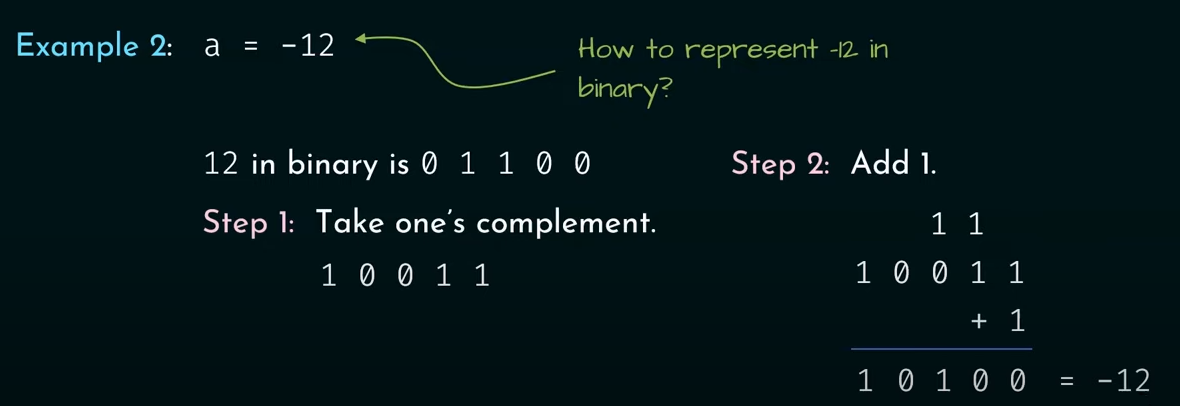 Example 2: a = -12
How to represent -12 in
binary?
12 in binary is 0 1 1 0 0
Step 1: Take one's complement.
1 0 0 1 1
Step 2: Add 1.
1 1
1 0 0 1 1
+ 1
1 0 1 0 0 = -12